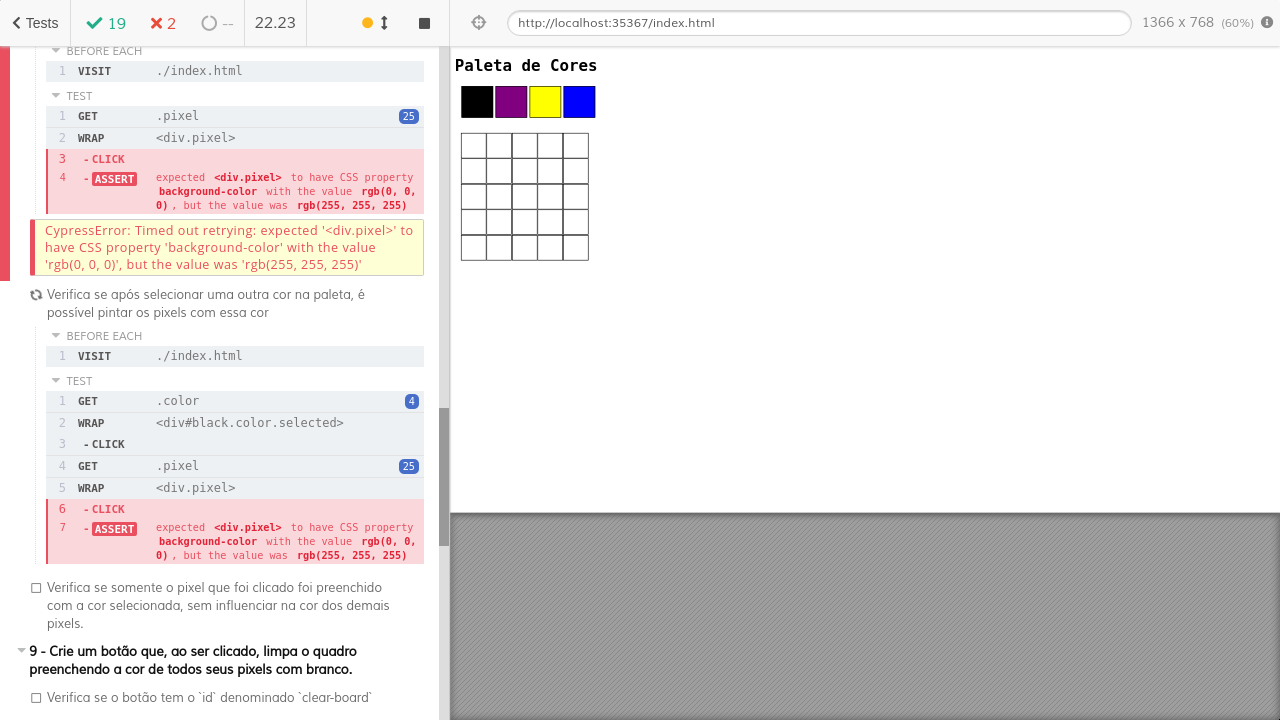 Tests
19
2
--
22.23
http://localhost:35367/index.html
1366 x 768 (60%)
BEFORE EACH
1 VISIT ./index.html
TEST
1 GET .pixel 25
2 WRAP <div.pixel>
3 - CLICK
4 - ASSERT expected <div.pixel> to have CSS property
background-color with the value rgb(0, 0,
0) , but the value was rgb(255, 255, 255)
CypressError: Timed out retrying: expected '<div.pixel>' to
have CSS property 'background-color' with the value
'rgb(0, 0, 0)', but the value was 'rgb(255, 255, 255)'
Verifica se após selecionar uma outra cor na paleta, é
possível pintar os pixels com essa cor
BEFORE EACH
1 VISIT ./index.html
TEST
1 GET .color 4
2 WRAP <div#black.color.selected>
3 - CLICK
4 GET .pixel 25
5 WRAP <div.pixel>
6 - CLICK
7 - ASSERT expected <div.pixel> to have CSS property
background-color with the value rgb(0, 0,
0) , but the value was rgb(255, 255, 255)
Verifica se somente o pixel que foi clicado foi preenchido
com a cor selecionada, sem influenciar na cor dos demais
pixels.
9 - Crie um botão que, ao ser clicado, limpa o quadro
preenchendo a cor de todos seus pixels com branco.
Verifica se o botão tem o `id` denominado `clear-board`
Paleta de Cores